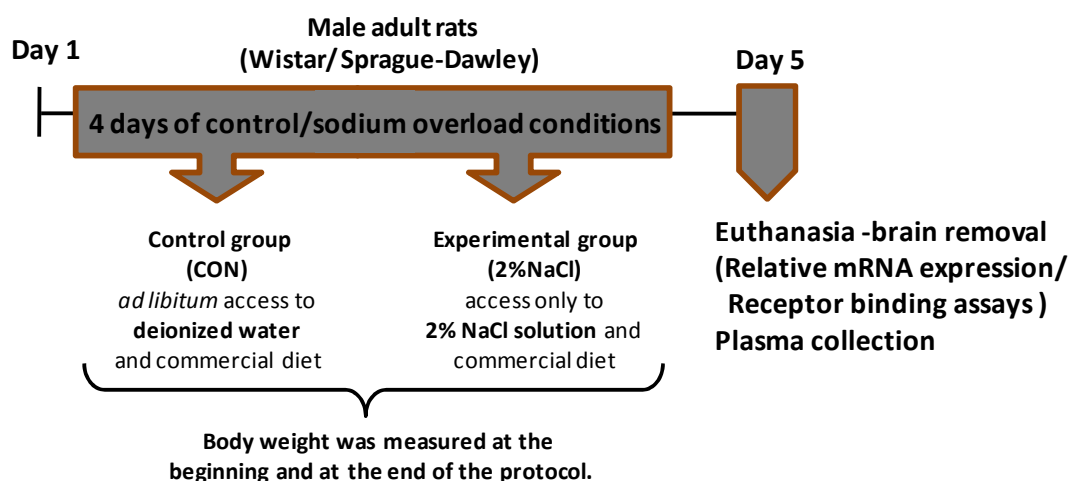 Day 1
Male adult rats
(Wistar/ Sprague-Dawley)
Day 5
4 days of control/sodium overload conditions
Control group
(CON)
ad libitum access to
deionized water
and commercial diet
Experimental group
(2%NaCl)
access only to
2% NaCl solution and
commercial diet
Euthanasia -brain removal
(Relative mRNA expression/
Receptor binding assays )
Plasma collection
Body weight was measured at the
beginning and at the end of the protocol.